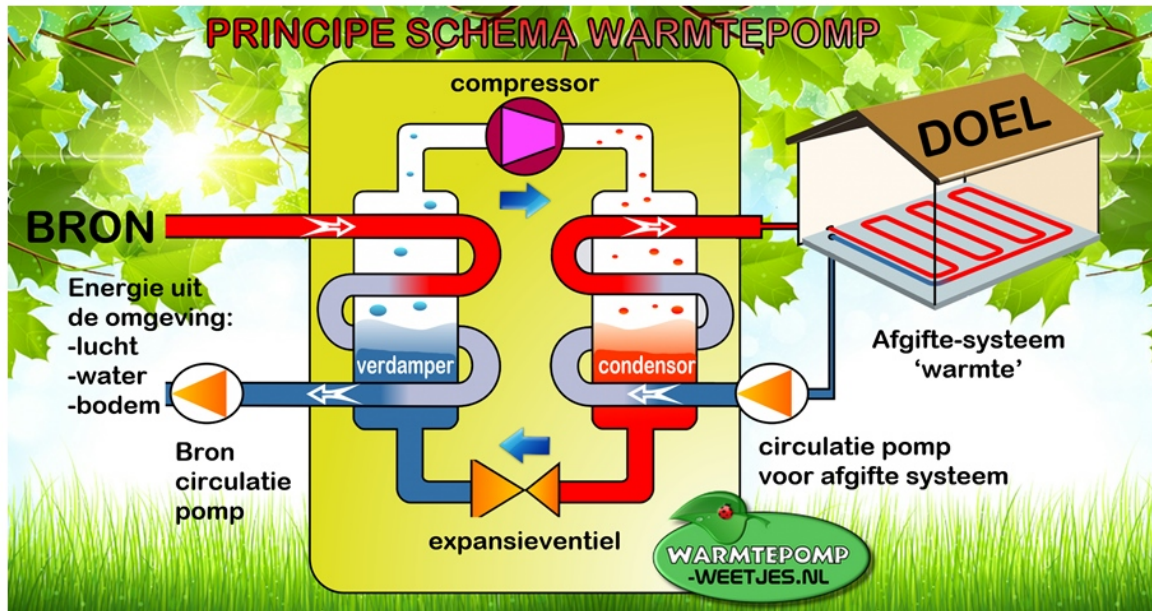 PRINCIPE SCHEMA WARMTEPOMP
compressor
DOEL
BRON
Energie uit
de omgeving:
-lucht
-water
-bodem
verdamper
condensor
Afgifte-systeem
‘warmte’
Bron
circulatie
pomp
circulatie pomp
voor afgifte systeem
expansieventiel
WARMTEPOMP
-WEETJES.NL